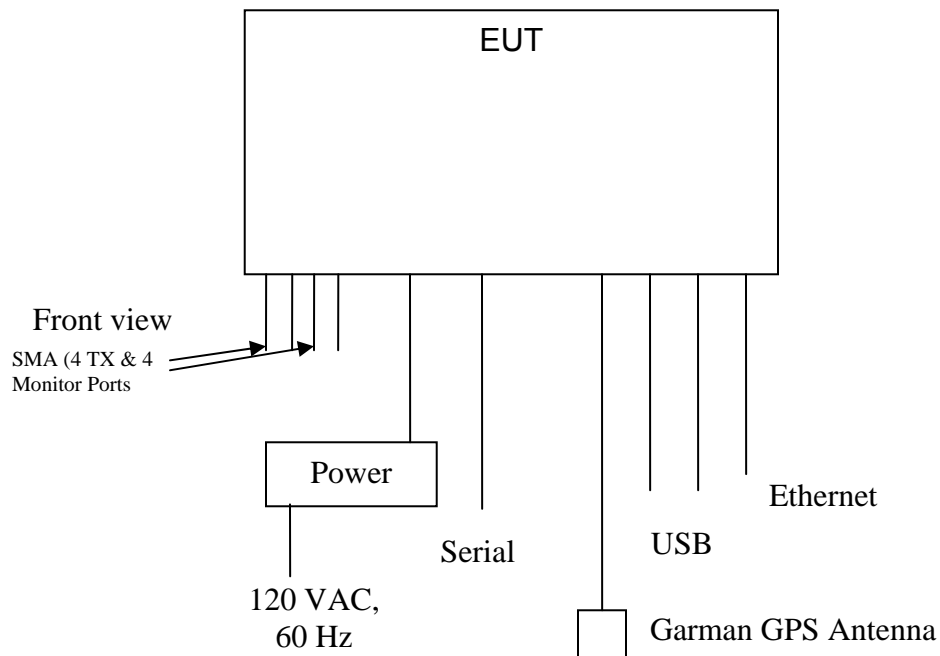 EUT
Front view
SMA (4 TX & 4
Monitor Ports
Power
Serial
USB
Ethernet
120 VAC,
60 Hz
Garman GPS Antenna